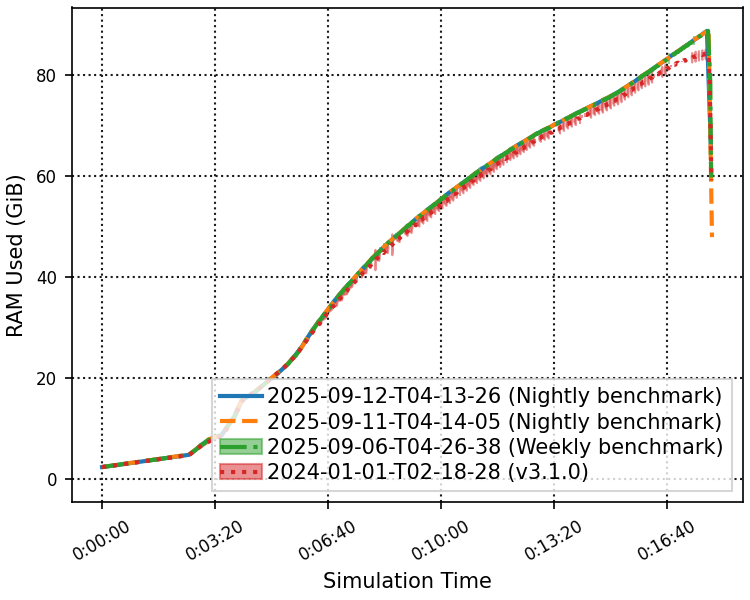 RAM Used (GiB)
80
60
40
20
0
2025-09-12-T04-13-26 (Nightly benchmark)
2025-09-11-T04-14-05 (Nightly benchmark)
2025-09-06-T04-26-38 (Weekly benchmark)
2024-01-01-T02-18-28 (v3.1.0)
0:00:00 0:03:20 0:06:40 0:10:00 0:13:20 0:16:40
Simulation Time